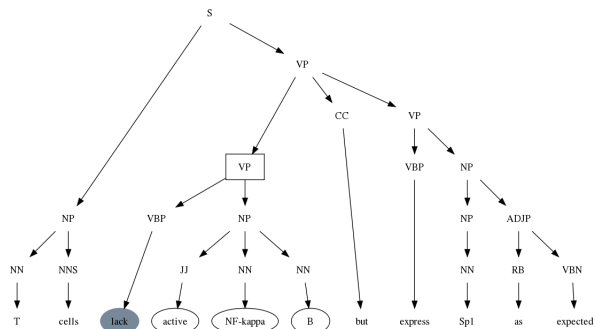 S
VP
CC VP
VP VBP NP
NP VBP NP NP ADJP
NN NNS JJ NN NN NN RB VBN
T cells lack active NF-kappa B but express Sp1 as expected